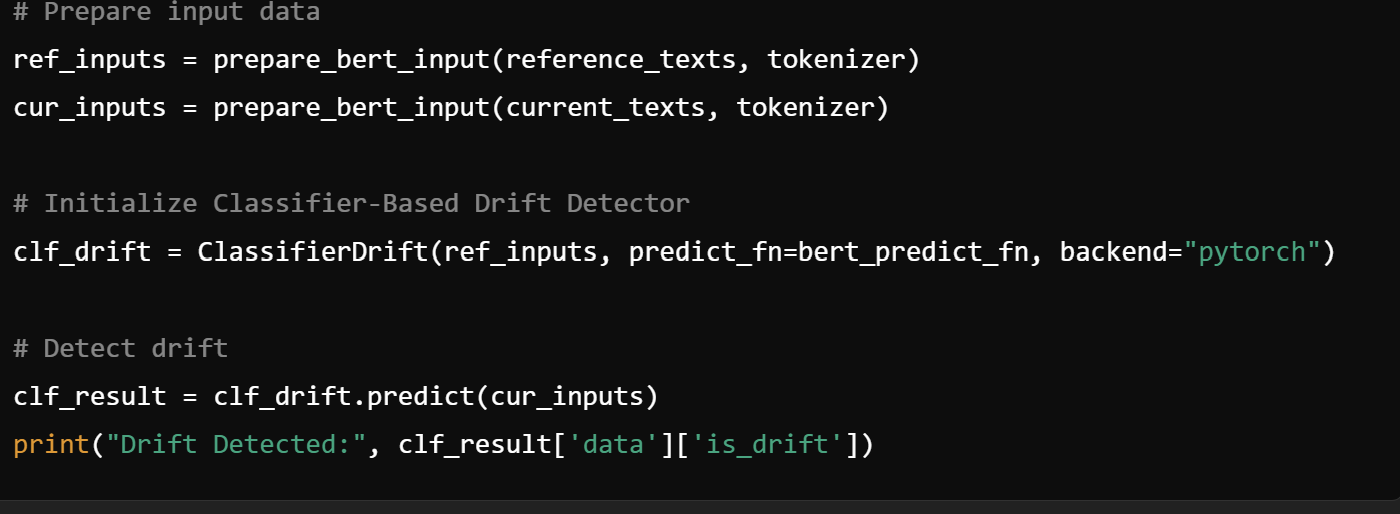 # Prepare input data
ref_inputs = prepare_bert_input(reference_texts, tokenizer)
cur_inputs = prepare_bert_input(current_texts, tokenizer)
# Initialize Classifier-Based Drift Detector
clf_drift = ClassifierDrift(ref_inputs, predict_fn=bert_predict_fn, backend="pytorch")
# Detect drift
clf_result = clf_drift.predict(cur_inputs)
print("Drift Detected:", clf_result['data']['is_drift'])